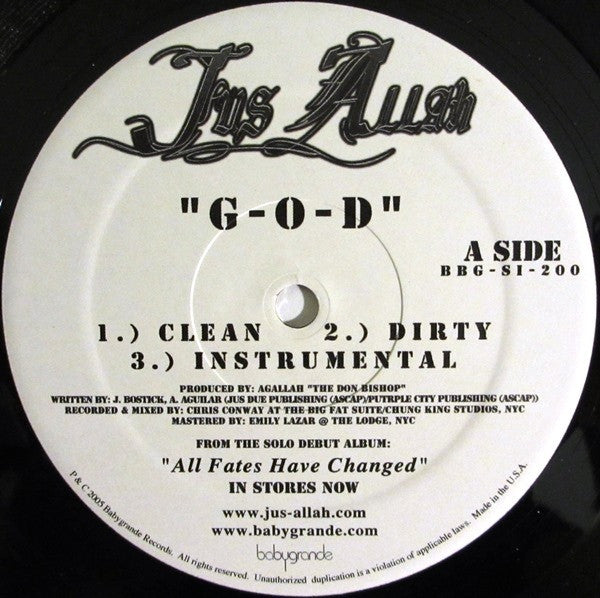 Jus Allah
"G-O-D"
A SIDE
BBG-SI-200
1.) CLEAN 2.) DIRTY
3.) INSTRUMENTAL
PRODUCED BY: AGALLAH "THE DON BISHOP"
WRITTEN BY: J. BOSTICK, A. AGUILAR (JUS DUE PUBLISHING (ASCAP)/PUTRPLE CITY PUBLISHING (ASCAP))
RECORDED & MIXED BY: CHRIS CONWAY AT THE BIG FAT SUITE/CHUNG KING STUDIOS, NYC
MASTERED BY: EMILY LAZAR @ THE LODGE, NYC
FROM THE SOLO DEBUT ALBUM:
"All Fates Have Changed"
IN STORES NOW
www.jus-allah.com
www.babygrande.com
babygrande
P & C 2005 Babygrande Records. All rights reserved. Unauthorized duplication is a violation of applicable laws. Made in the U.S.A.